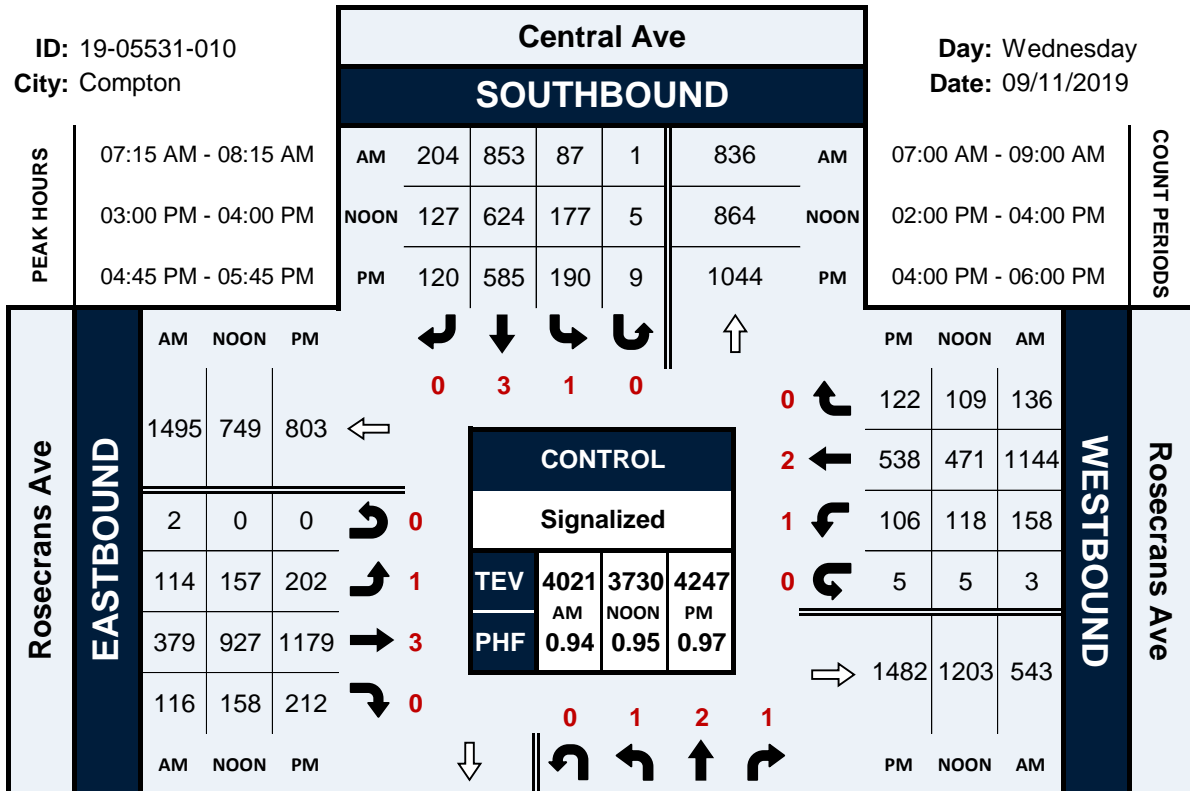 Central Ave
ID: 19-05531-010
Day: Wednesday
City: Compton
Date: 09/11/2019
SOUTHBOUND
PEAK HOURS
07:15 AM - 08:15 AM
03:00 PM - 04:00 PM
04:45 PM - 05:45 PM
AM 204 853 87 1 836 AM
NOON 127 624 177 5 864 NOON
PM 120 585 190 9 1044 PM
07:00 AM - 09:00 AM
02:00 PM - 04:00 PM
04:00 PM - 06:00 PM
COUNT PERIODS
0 3 1 0
Rosecrans Ave
EASTBOUND
AM NOON PM
1495 749 803
2 0 0 0
114 157 202 1
379 927 1179 3
116 158 212 0
AM NOON PM
CONTROL
Signalized
TEV 4021 3730 4247
AM NOON PM
PHF 0.94 0.95 0.97
PM NOON AM
0 122 109 136
2 538 471 1144
1 106 118 158
0 5 5 3
1482 1203 543
PM NOON AM
WESTBOUND
Rosecrans Ave
0 1 2 1